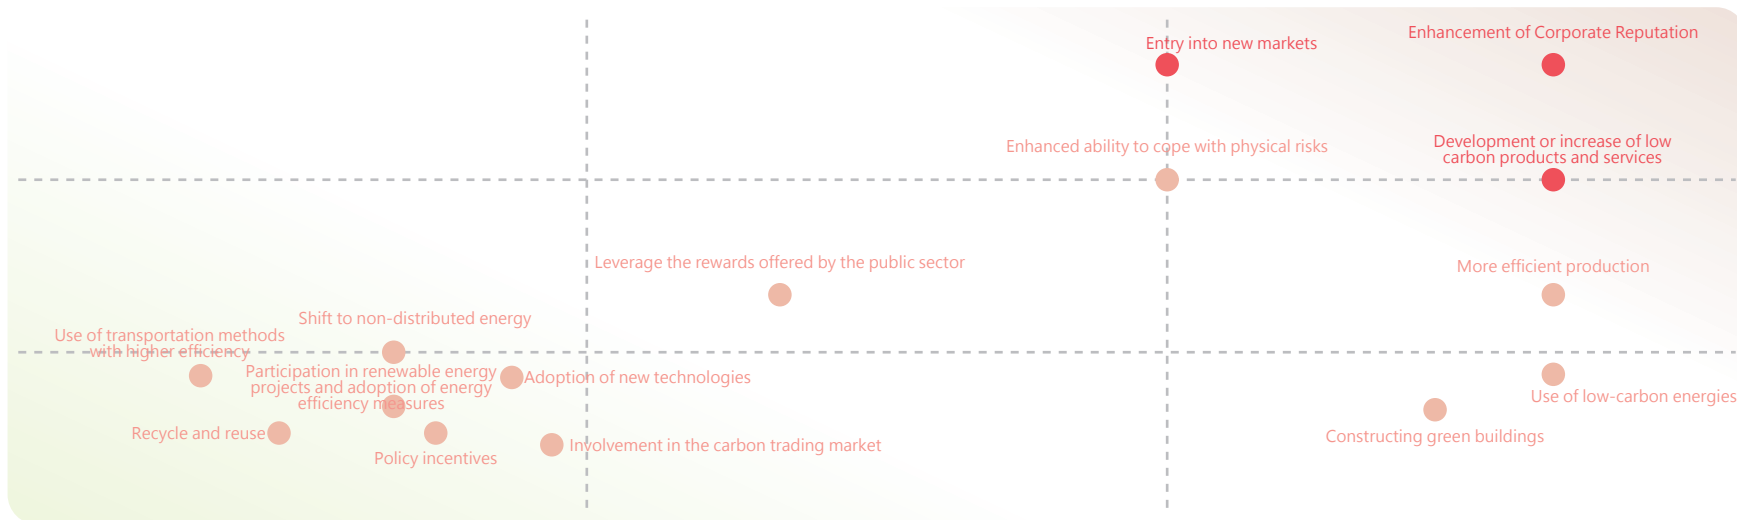 Enhancement of Corporate Reputation
Entry into new markets
Development or increase of low
carbon products and services
Enhanced ability to cope with physical risks
Leverage the rewards offered by the public sector
More efficient production
Shift to non-distributed energy
Use of transportation methods
with higher efficiency
Participation in renewable energy
projects and adoption of energy
efficiency measures
Adoption of new technologies
Use of low-carbon energies
Recycle and reuse
Constructing green buildings
Involvement in the carbon trading market
Policy incentives